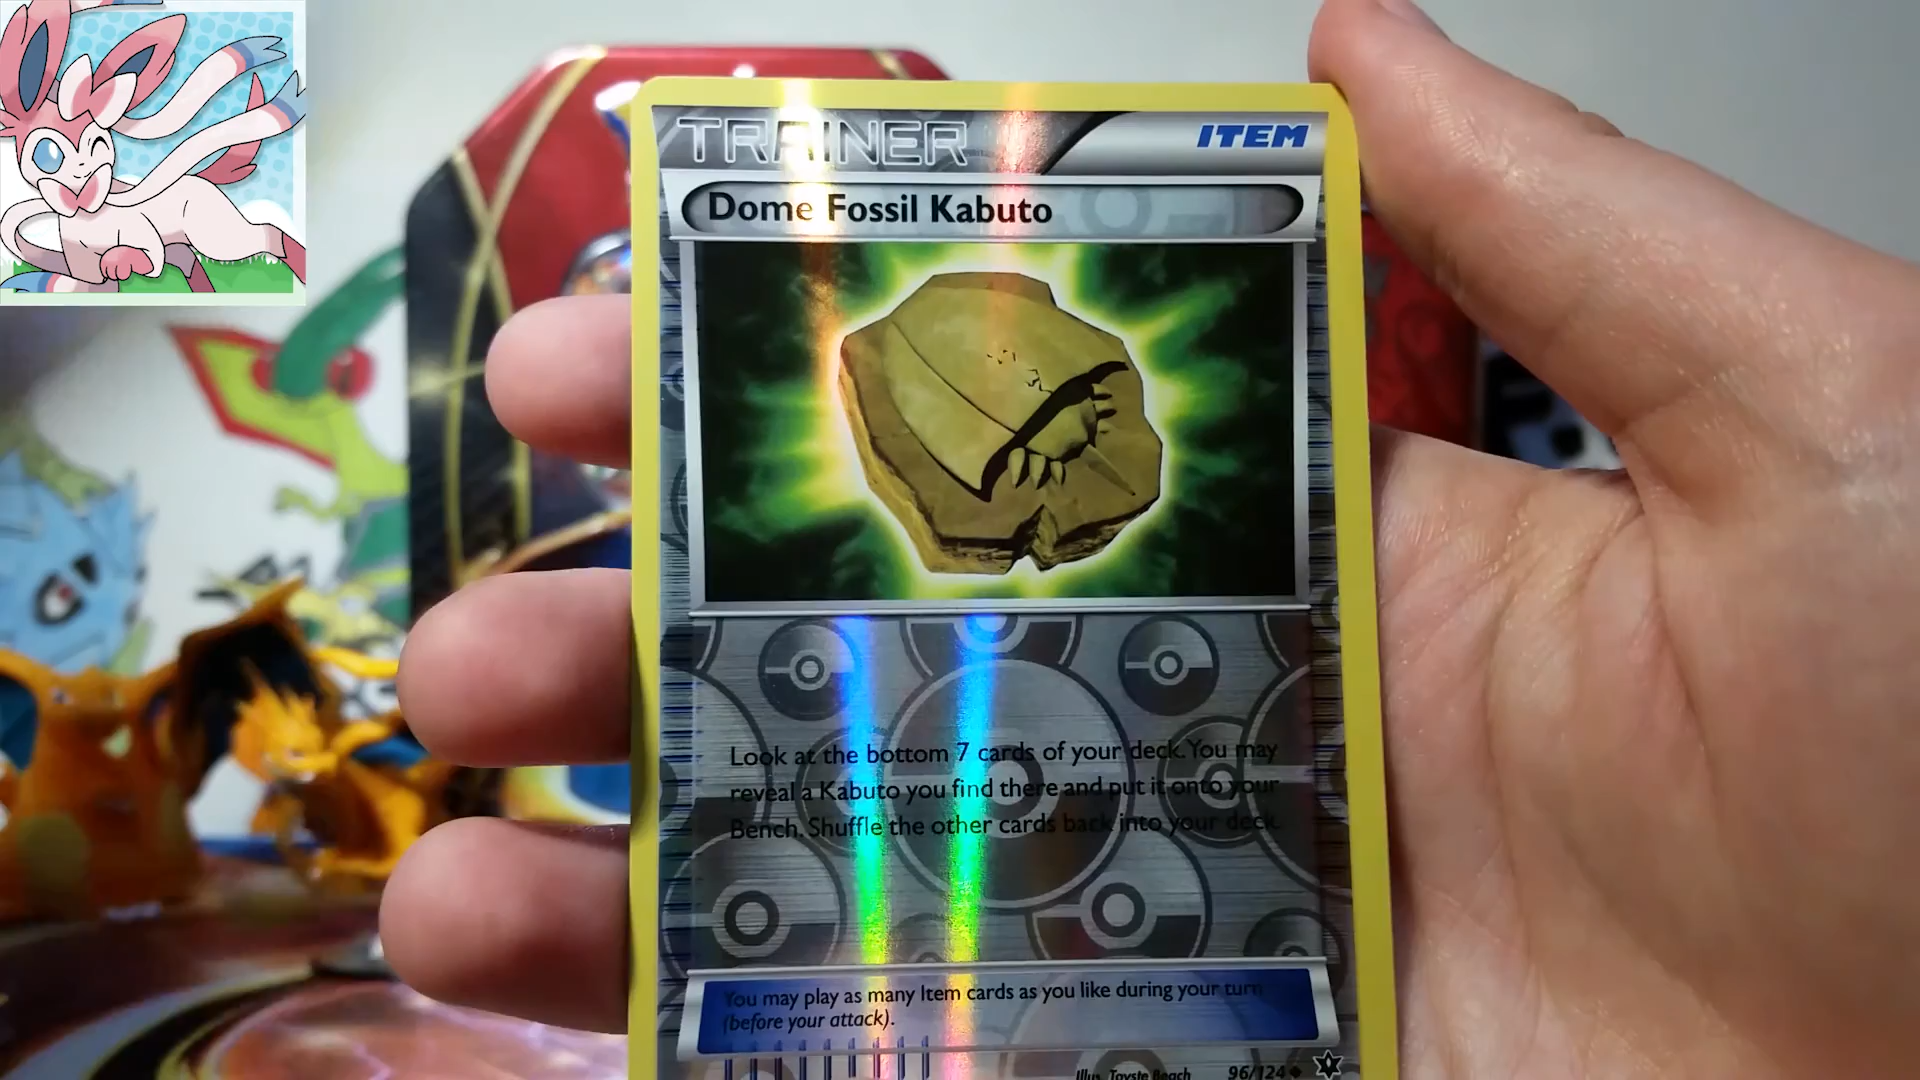 TRAINER
ITEM
Dome Fossil Kabuto
Look at the bottom 7 cards of your deck. You may
reveal a Kabuto you find there and put it onto your
Bench. Shuffle the other cards back into your deck.
You may play as many Item cards as you like during your turn
(before your attack).
Illus. Toyste Beach
96/124